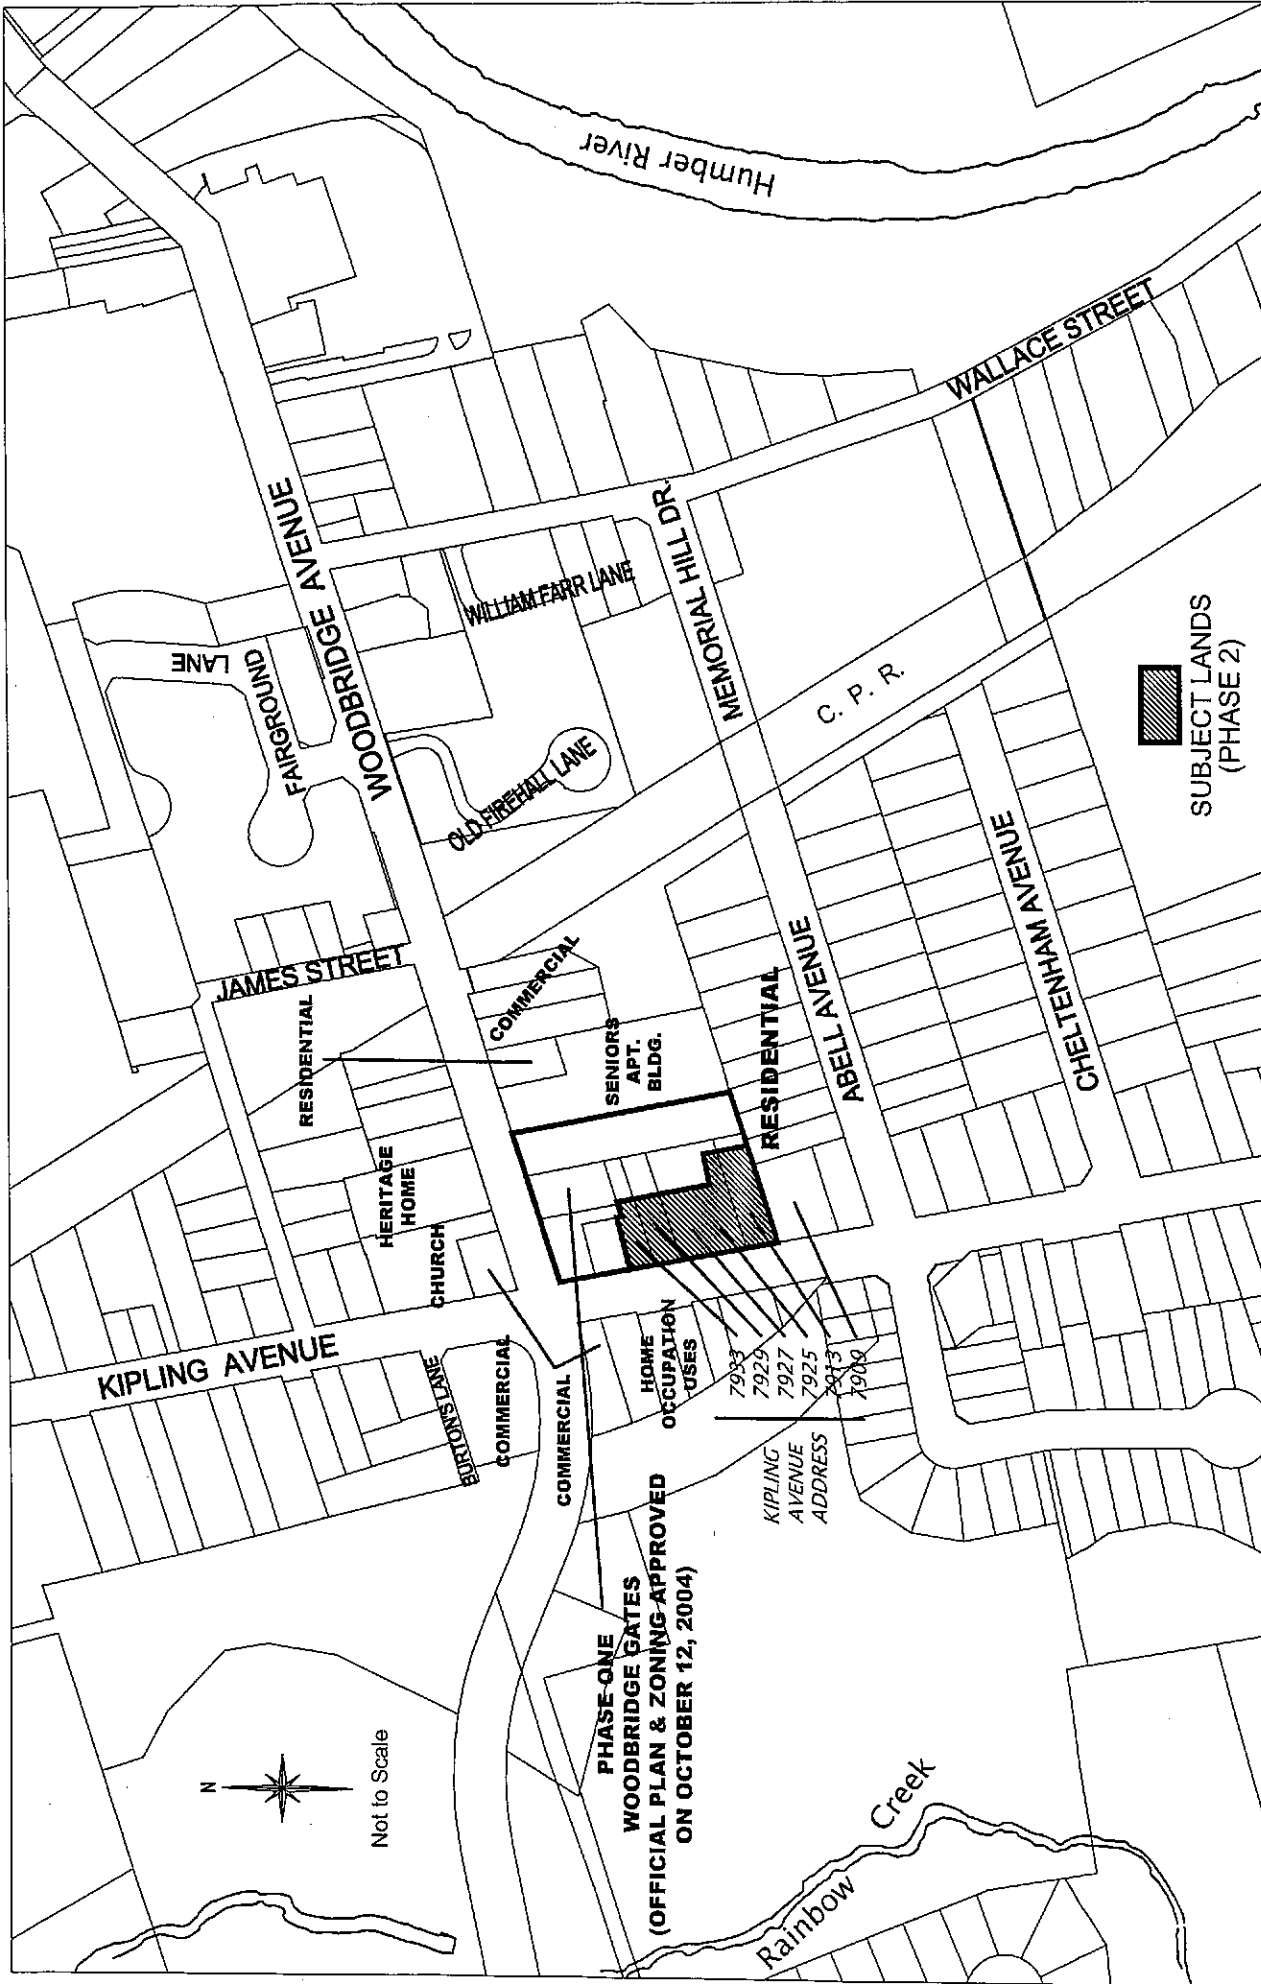 N
Not to Scale
KIPLING AVENUE
BURTON'S LANE
JAMES STREET
FAIRGROUND
LANE
WOODBRIDGE AVENUE
WOODBRIDGE AVENUE
WILLIAM FARR LANE
OLD FIREHALL LANE
MEMORIAL HILL DR.
WALLACE STREET
Humber River
C. P. R.
ABELL AVENUE
CHELTENHAM AVENUE
RESIDENTIAL
HERITAGE
HOME
CHURCH
COMMERCIAL
COMMERCIAL
COMMERCIAL
SENIORS
APT.
BLDG.
RESIDENTIAL
HOME
OCCUPATION
USES
7933
7929
7927
7925
7913
7909
KIPLING
AVENUE
ADDRESS
PHASE ONE
WOODBRIDGE GATES
(OFFICIAL PLAN & ZONING APPROVED
ON OCTOBER 12, 2004)
Rainbow
Creek
SUBJECT LANDS
(PHASE 2)